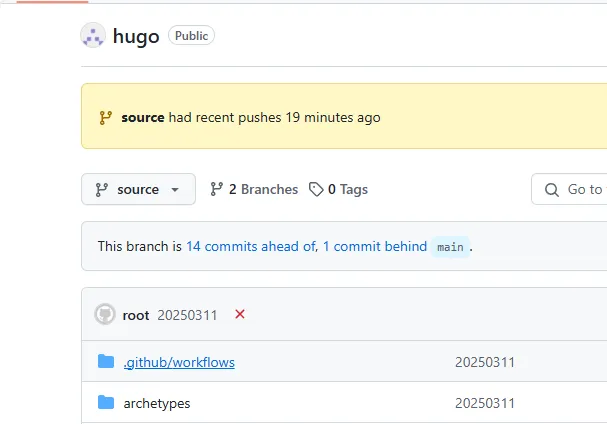 hugo Public
source had recent pushes 19 minutes ago
source 2 Branches 0 Tags Go to
This branch is 14 commits ahead of, 1 commit behind main .
root 20250311
.github/workflows 20250311
archetypes 20250311